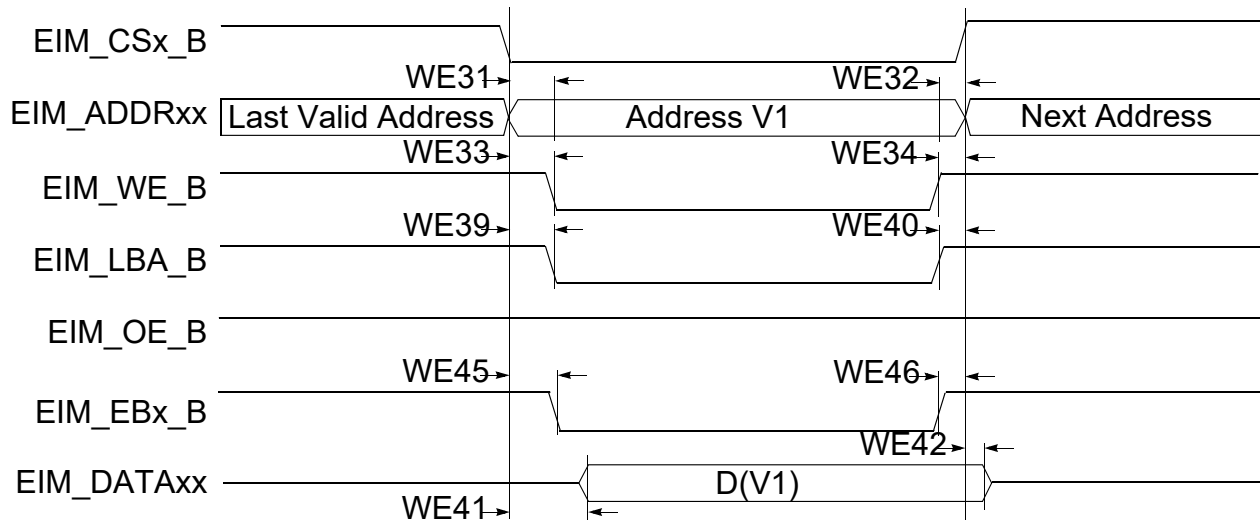 EIM_CSx_B
WE31
WE32
EIM_ADDRxx
Last Valid Address
Address V1
Next Address
WE33
WE34
EIM_WE_B
WE39
WE40
EIM_LBA_B
EIM_OE_B
WE45
WE46
EIM_EBx_B
WE42
EIM_DATAxx
D(V1)
WE41